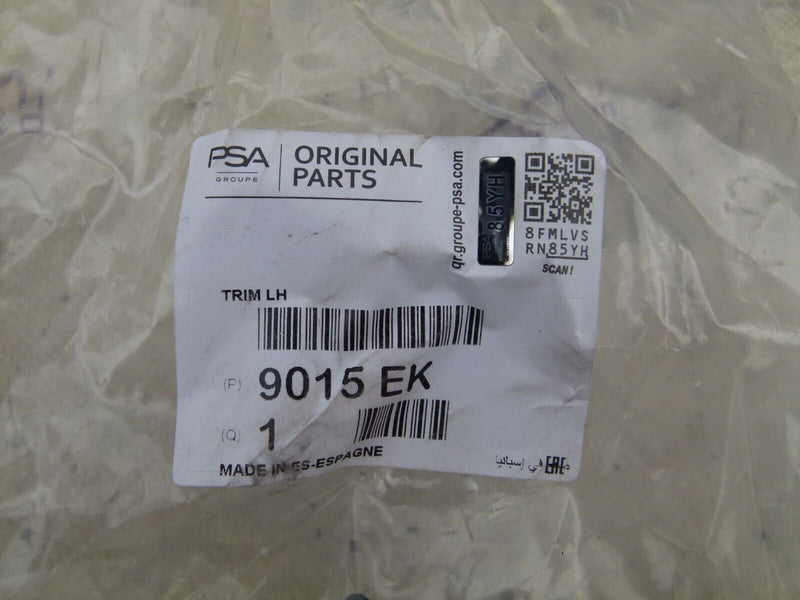 PSA
GROUPE
ORIGINAL
PARTS
qr.groupe-psa.com
PSA 85YH
8FMLVS
RN85YH
SCAN!
TRIM LH
(P) 9015 EK
(Q) 1
MADE IN ES-ESPAGNE
في إسبانيا
EAC